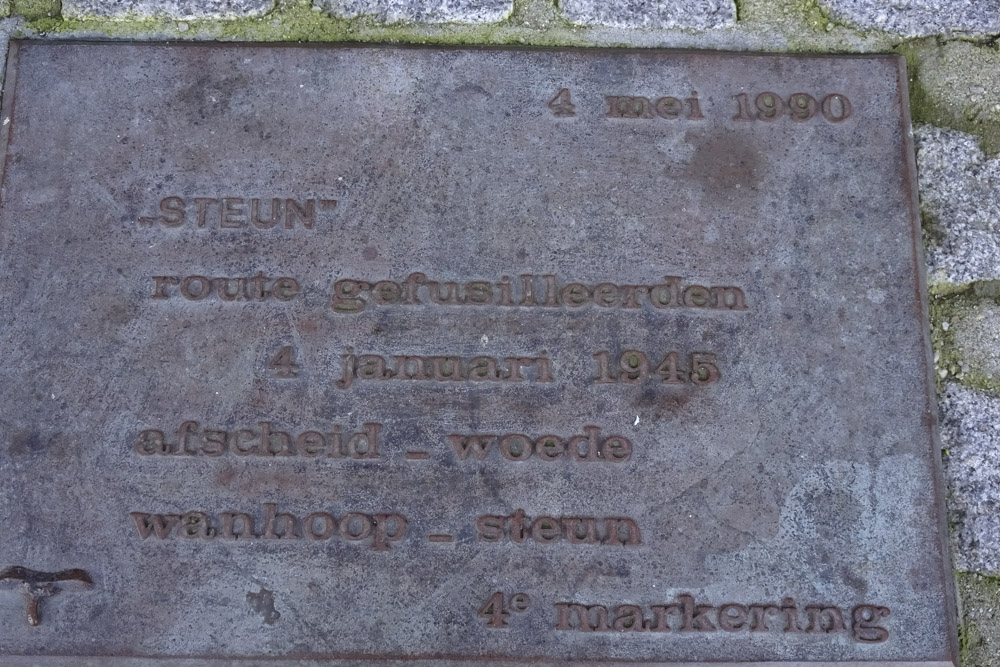 4 mei 1990
„STEUN"
route gefusilleerden
4 januari 1945
afscheid - woede
wanhoop - steun
4e markering